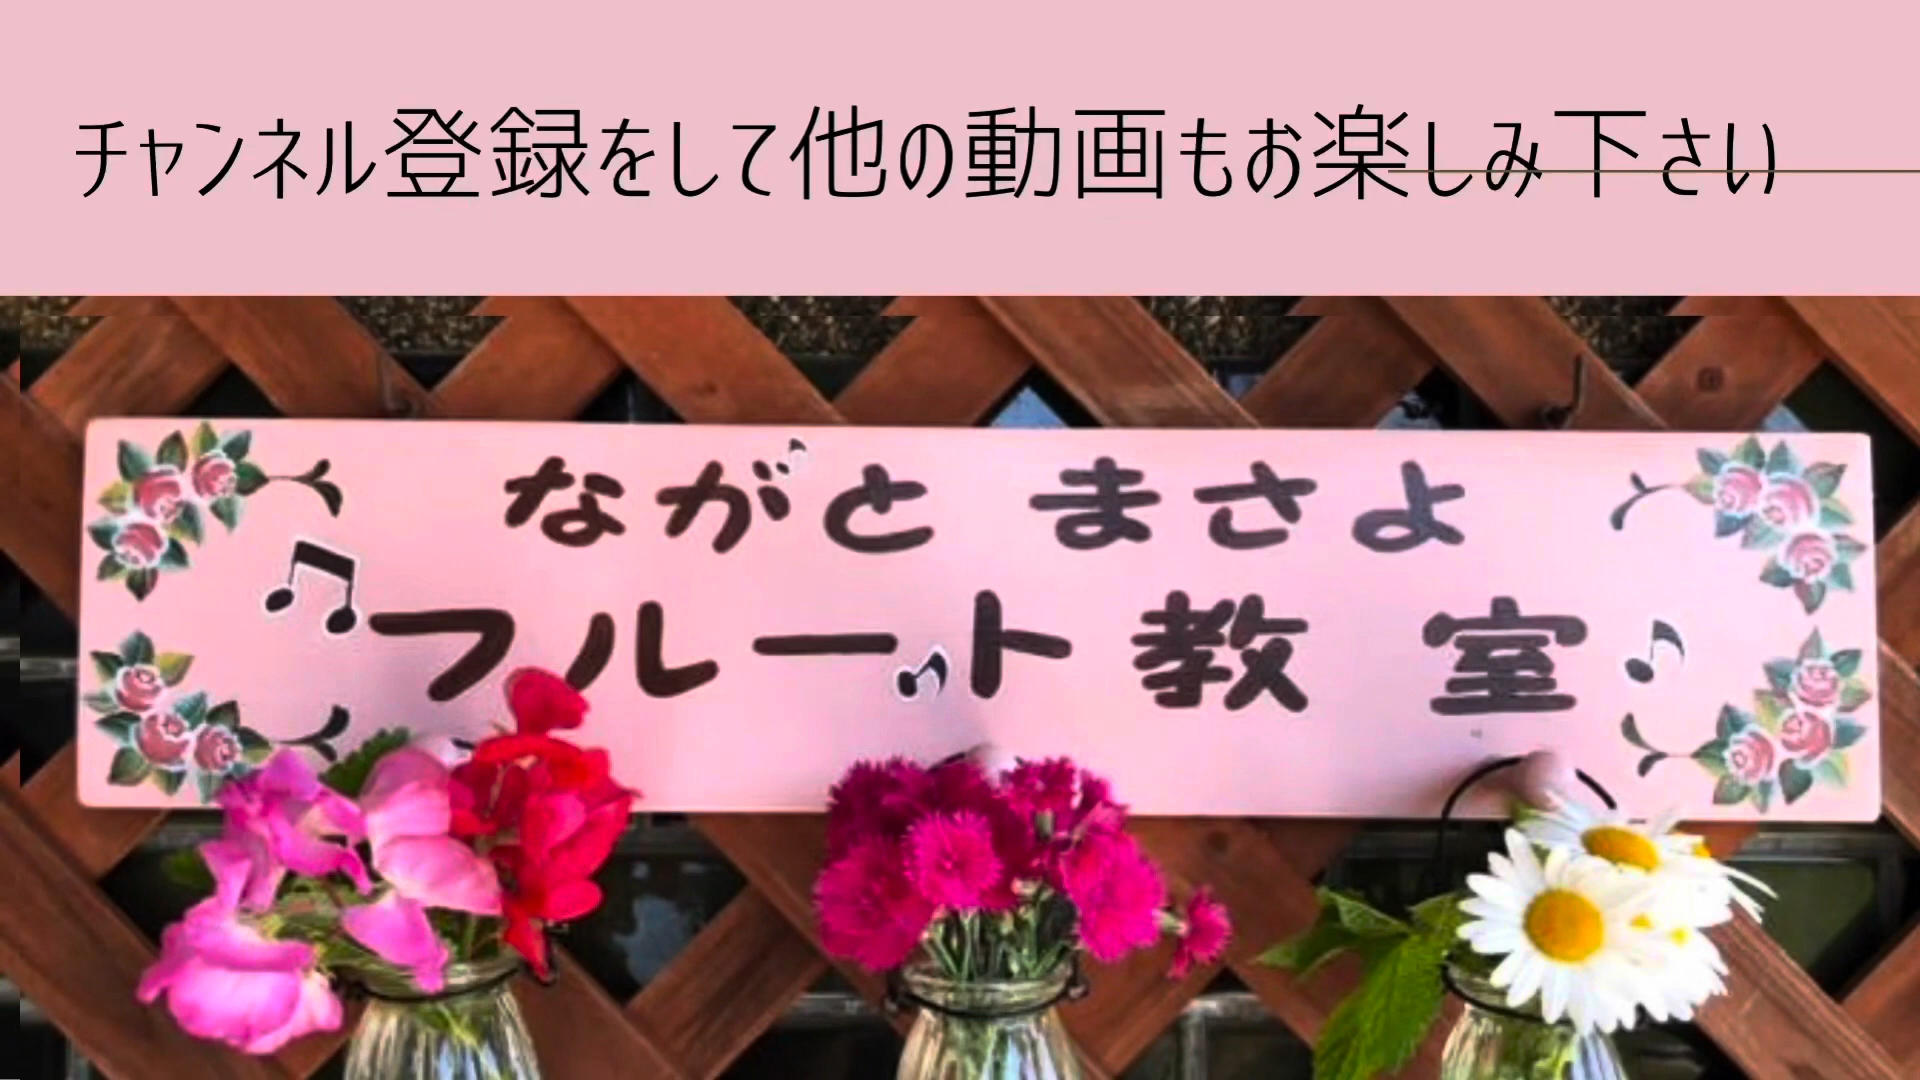 チャンネル登録をして他の動画もお楽しみ下さい
ながと まさよ
フルート教室